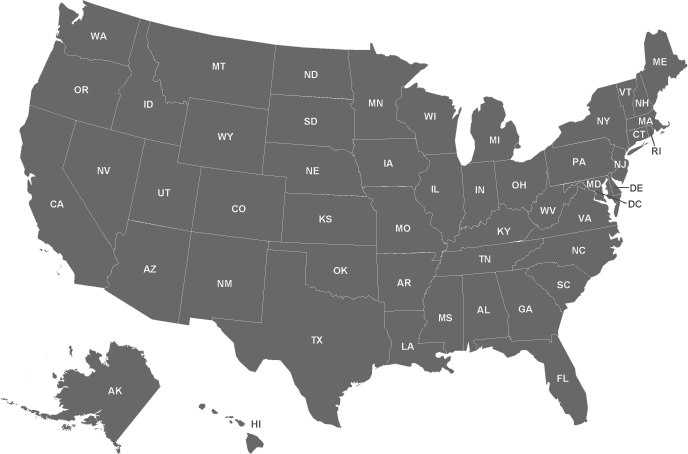 WA
MT
ND
MN
ME
VT
NH
OR
ID
SD
WI
MI
NY
MA
CT
RI
WY
NE
IA
PA
NJ
NV
UT
CO
KS
MO
IL
IN
OH
MD
DE
DC
WV
VA
KY
CA
AZ
NM
OK
AR
TN
NC
SC
TX
LA
MS
AL
GA
FL
AK
HI